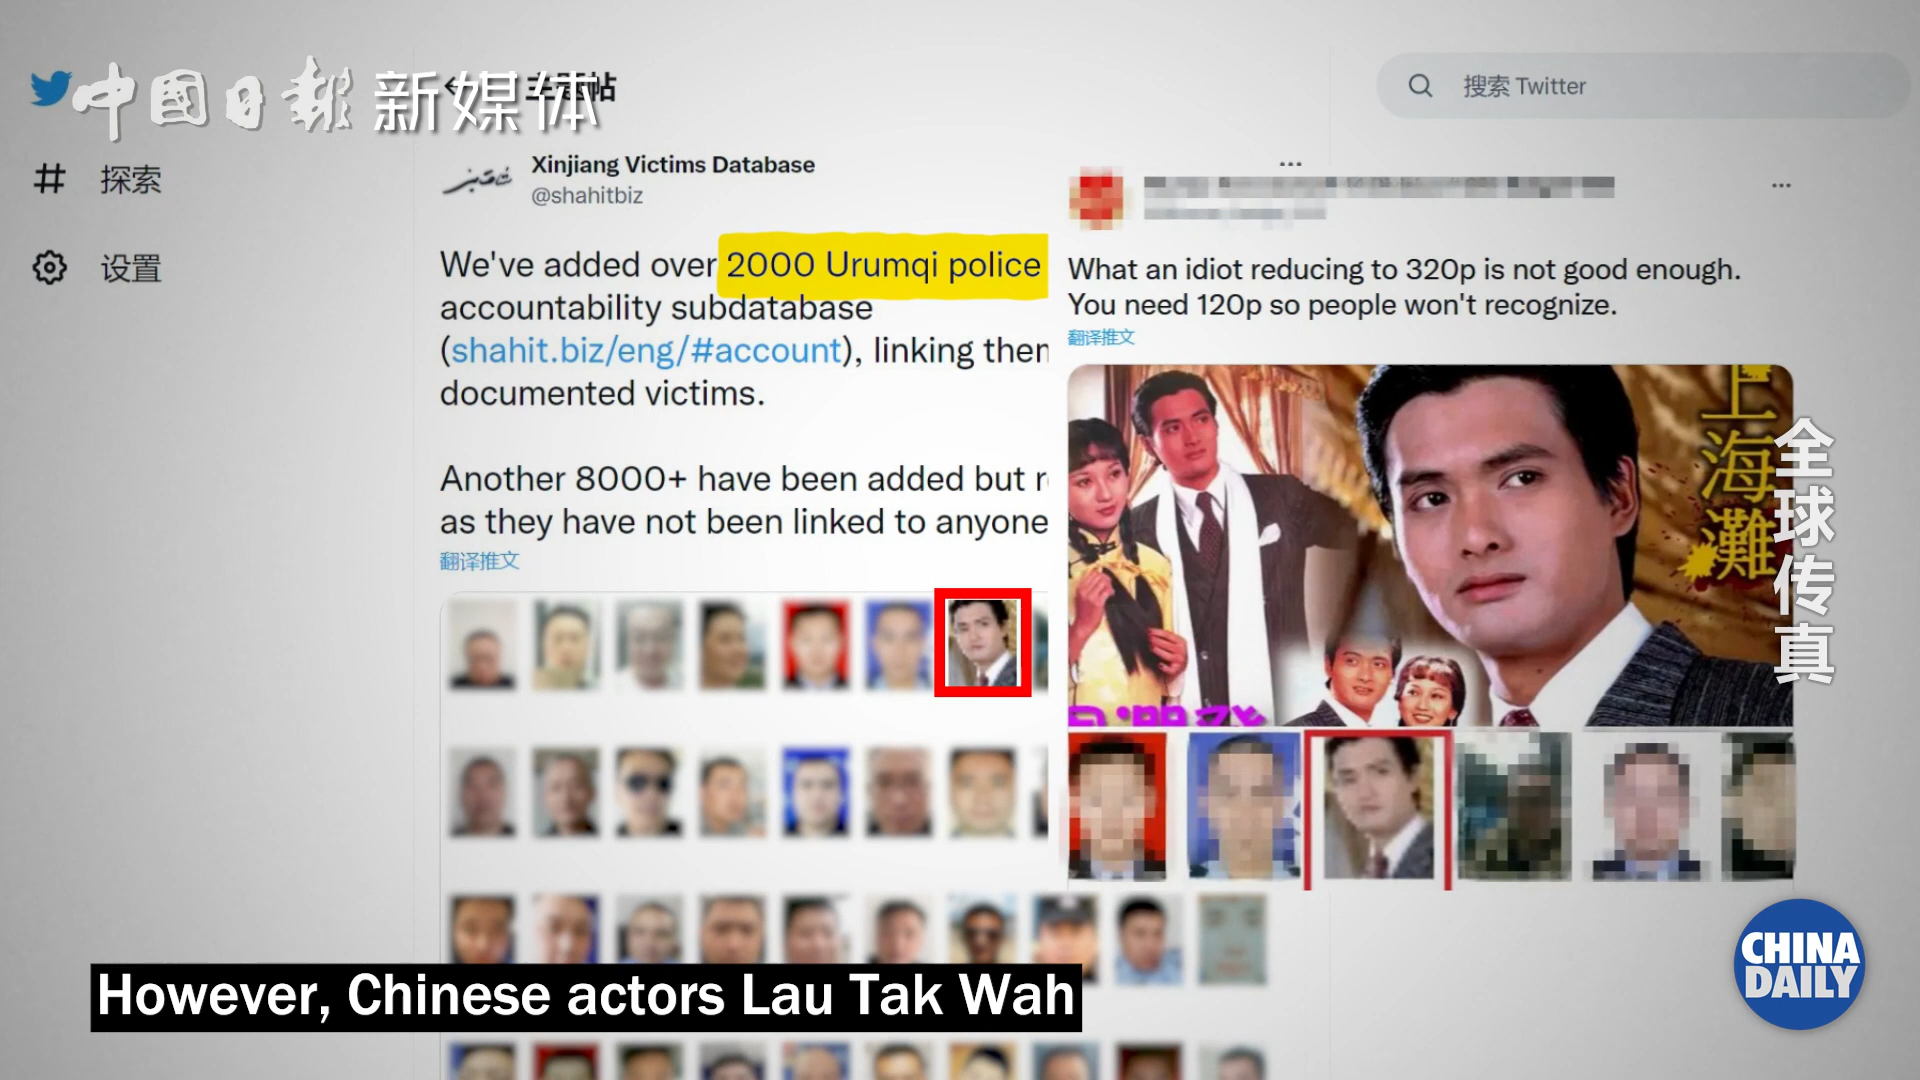 中國日報 新媒体
搜索 Twitter
探索
设置
Xinjiang Victims Database
@shahitbiz
We've added over 2000 Urumqi police
accountability subdatabase
(shahit.biz/eng/#account), linking them
documented victims.
Another 8000+ have been added but r
as they have not been linked to anyone
翻译推文
What an idiot reducing to 320p is not good enough.
You need 120p so people won't recognize.
翻译推文
上海灘
全球传真
However, Chinese actors Lau Tak Wah
CHINA
DAILY